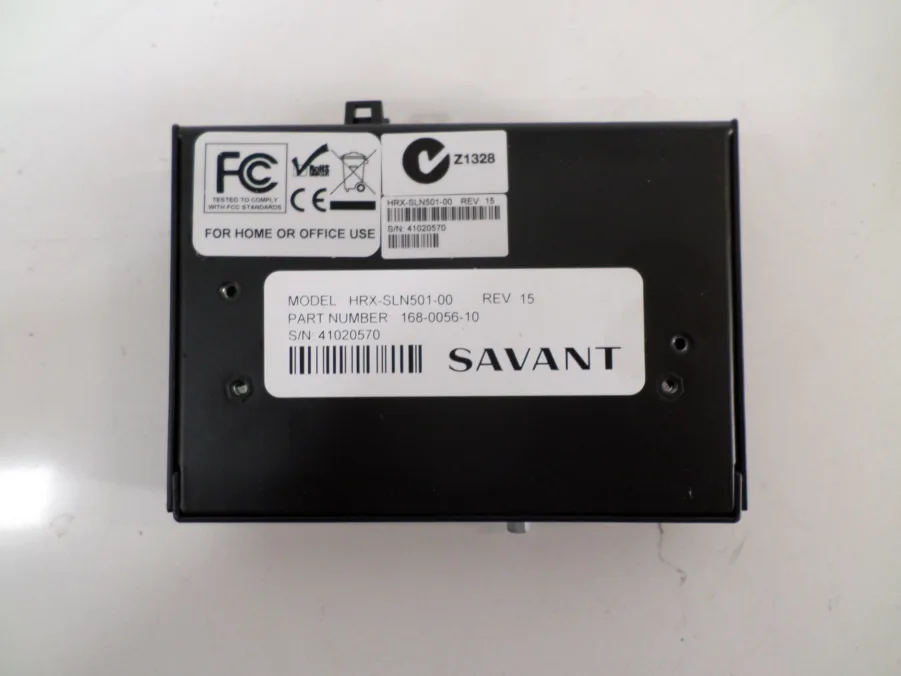 FC
TESTED TO COMPLY
WITH FCC STANDARDS
RoHS
CE
FOR HOME OR OFFICE USE
Z1328
HRX-SLN501-00 REV 15
S/N: 41020570
MODEL HRX-SLN501-00 REV 15
PART NUMBER 168-0056-10
S/N: 41020570
SAVANT